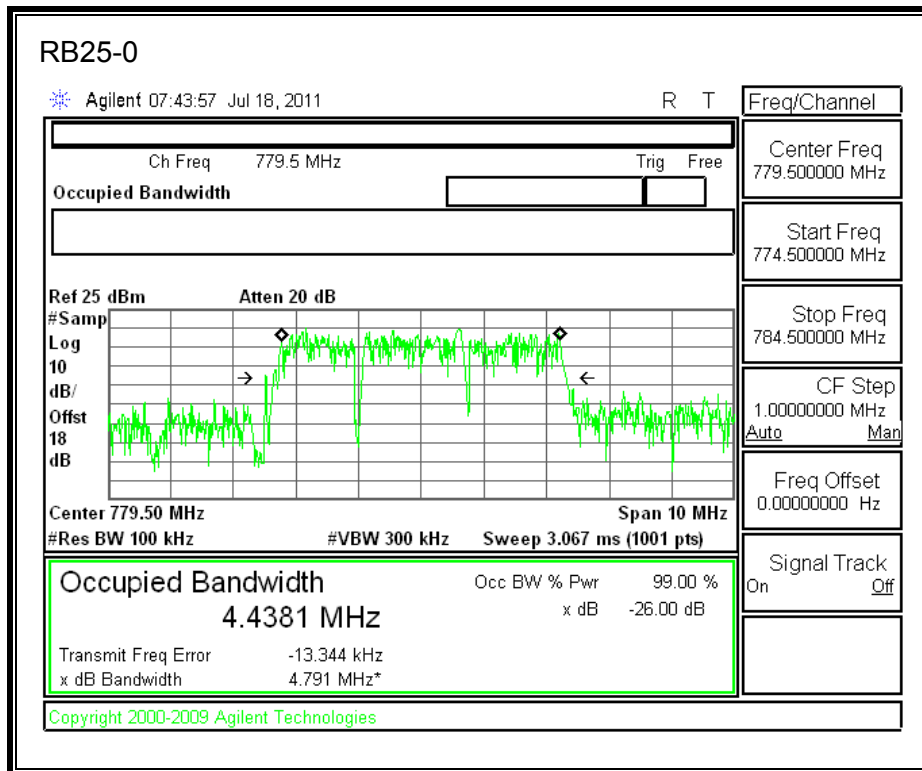 RB25-0
Agilent 07:43:57 Jul 18, 2011 R T
Freq/Channel
Ch Freq 779.5 MHz Trig Free
Occupied Bandwidth
Center Freq
779.500000 MHz
Start Freq
774.500000 MHz
Stop Freq
784.500000 MHz
CF Step
1.00000000 MHz
Auto Man
Freq Offset
0.00000000 Hz
Signal Track
On Off
Ref 25 dBm Atten 20 dB
#Samp
Log
10
dB/
Offst
18
dB
Center 779.50 MHz Span 10 MHz
#Res BW 100 kHz #VBW 300 kHz Sweep 3.067 ms (1001 pts)
Occupied Bandwidth Occ BW % Pwr 99.00 %
4.4381 MHz x dB -26.00 dB
Transmit Freq Error -13.344 kHz
x dB Bandwidth 4.791 MHz*
Copyright 2000-2009 Agilent Technologies